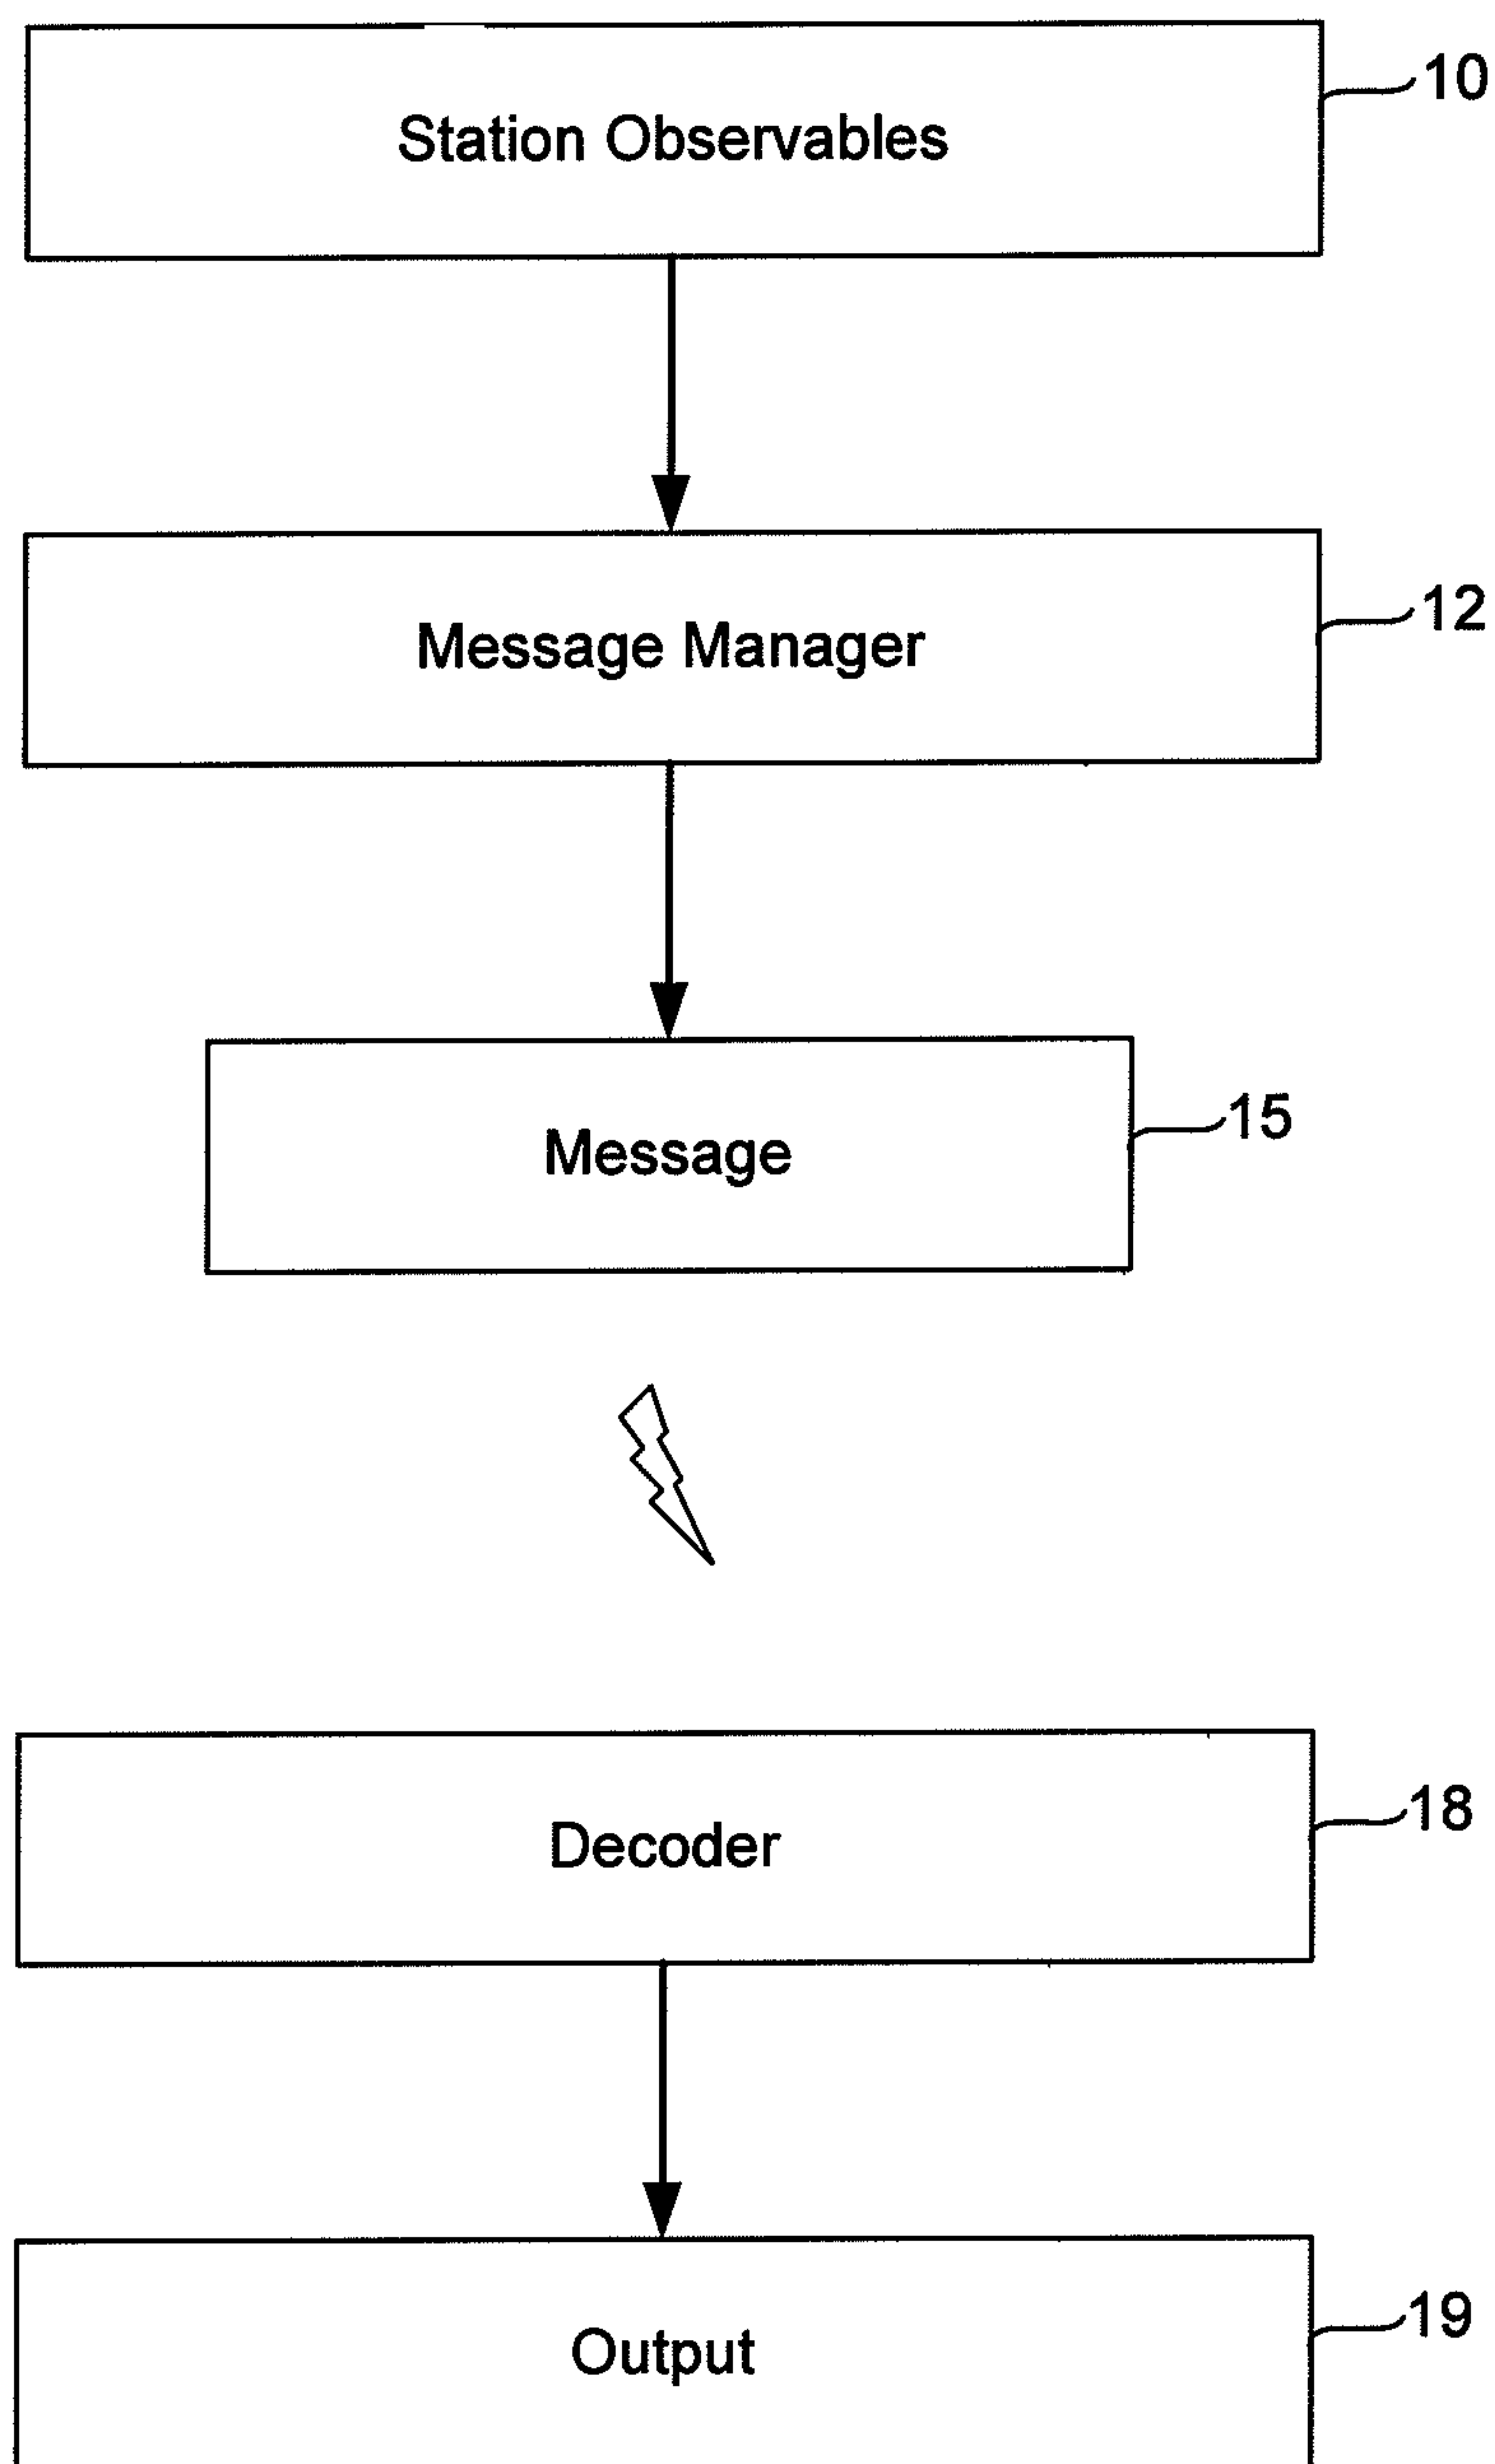 Station Observables
10
Message Manager
12
Message
15
Decoder
18
Output
19